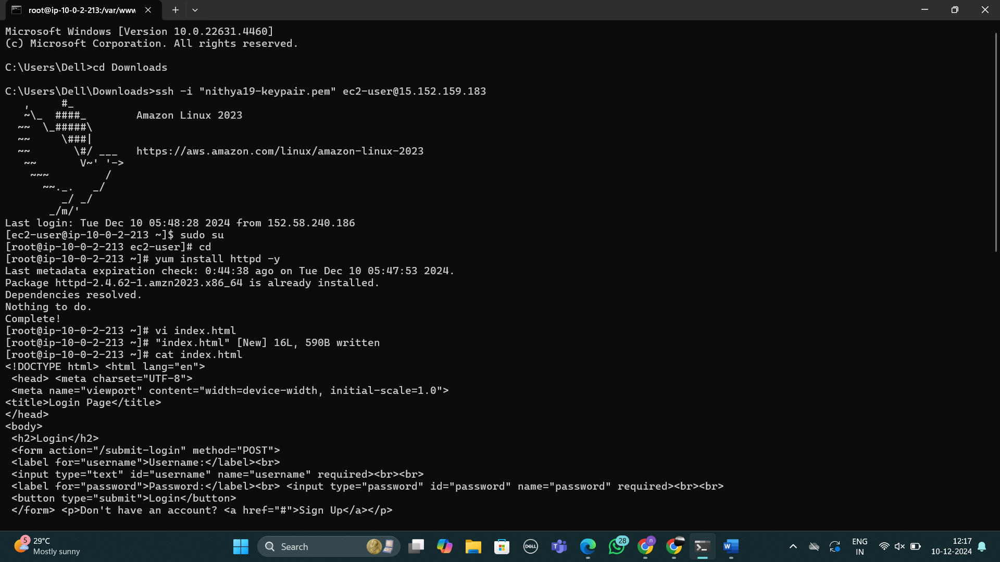 root@ip-10-0-2-213:/var/www
Microsoft Windows [Version 10.0.22631.4460]
(c) Microsoft Corporation. All rights reserved.
C:\Users\Dell>cd Downloads
C:\Users\Dell\Downloads>ssh -i "nithya19-keypair.pem" ec2-user@15.152.159.183
   ,     #_
   ~\_  ####_        Amazon Linux 2023
  ~~  \_#####\
  ~~     \###|
  ~~       \#/ ___   https://aws.amazon.com/linux/amazon-linux-2023
   ~~       V~' '->
    ~~~         /
      ~~._.   _/
         _/ _/
       _/m/'
Last login: Tue Dec 10 05:48:28 2024 from 152.58.240.186
[ec2-user@ip-10-0-2-213 ~]$ sudo su
[root@ip-10-0-2-213 ec2-user]# cd
[root@ip-10-0-2-213 ~]# yum install httpd -y
Last metadata expiration check: 0:44:38 ago on Tue Dec 10 05:47:53 2024.
Package httpd-2.4.62-1.amzn2023.x86_64 is already installed.
Dependencies resolved.
Nothing to do.
Complete!
[root@ip-10-0-2-213 ~]# vi index.html
[root@ip-10-0-2-213 ~]# "index.html" [New] 16L, 590B written
[root@ip-10-0-2-213 ~]# cat index.html
<!DOCTYPE html> <html lang="en">
 <head> <meta charset="UTF-8">
 <meta name="viewport" content="width=device-width, initial-scale=1.0">
<title>Login Page</title>
</head>
<body>
 <h2>Login</h2>
 <form action="/submit-login" method="POST">
 <label for="username">Username:</label><br>
 <input type="text" id="username" name="username" required><br><br>
 <label for="password">Password:</label><br> <input type="password" id="password" name="password" required><br><br>
 <button type="submit">Login</button>
 </form> <p>Don't have an account? <a href="#">Sign Up</a></p>
5
29°C
Mostly sunny
Search
DELL
T
28
n
W
ENG
IN
12:17
10-12-2024